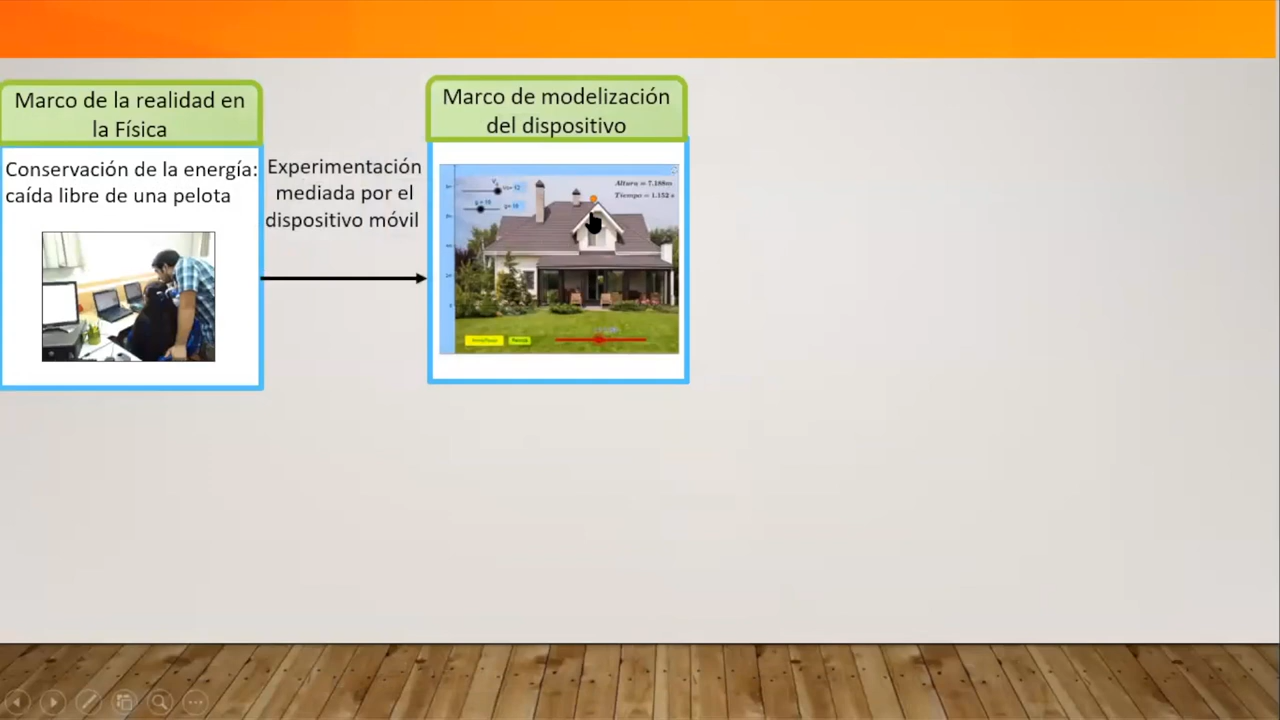 Marco de la realidad en
la Física
Conservación de la energía:
caída libre de una pelota
Experimentación
mediada por el
dispositivo móvil
Marco de modelización
del dispositivo
Altura = 7.188m
Tiempo = 1.152 s